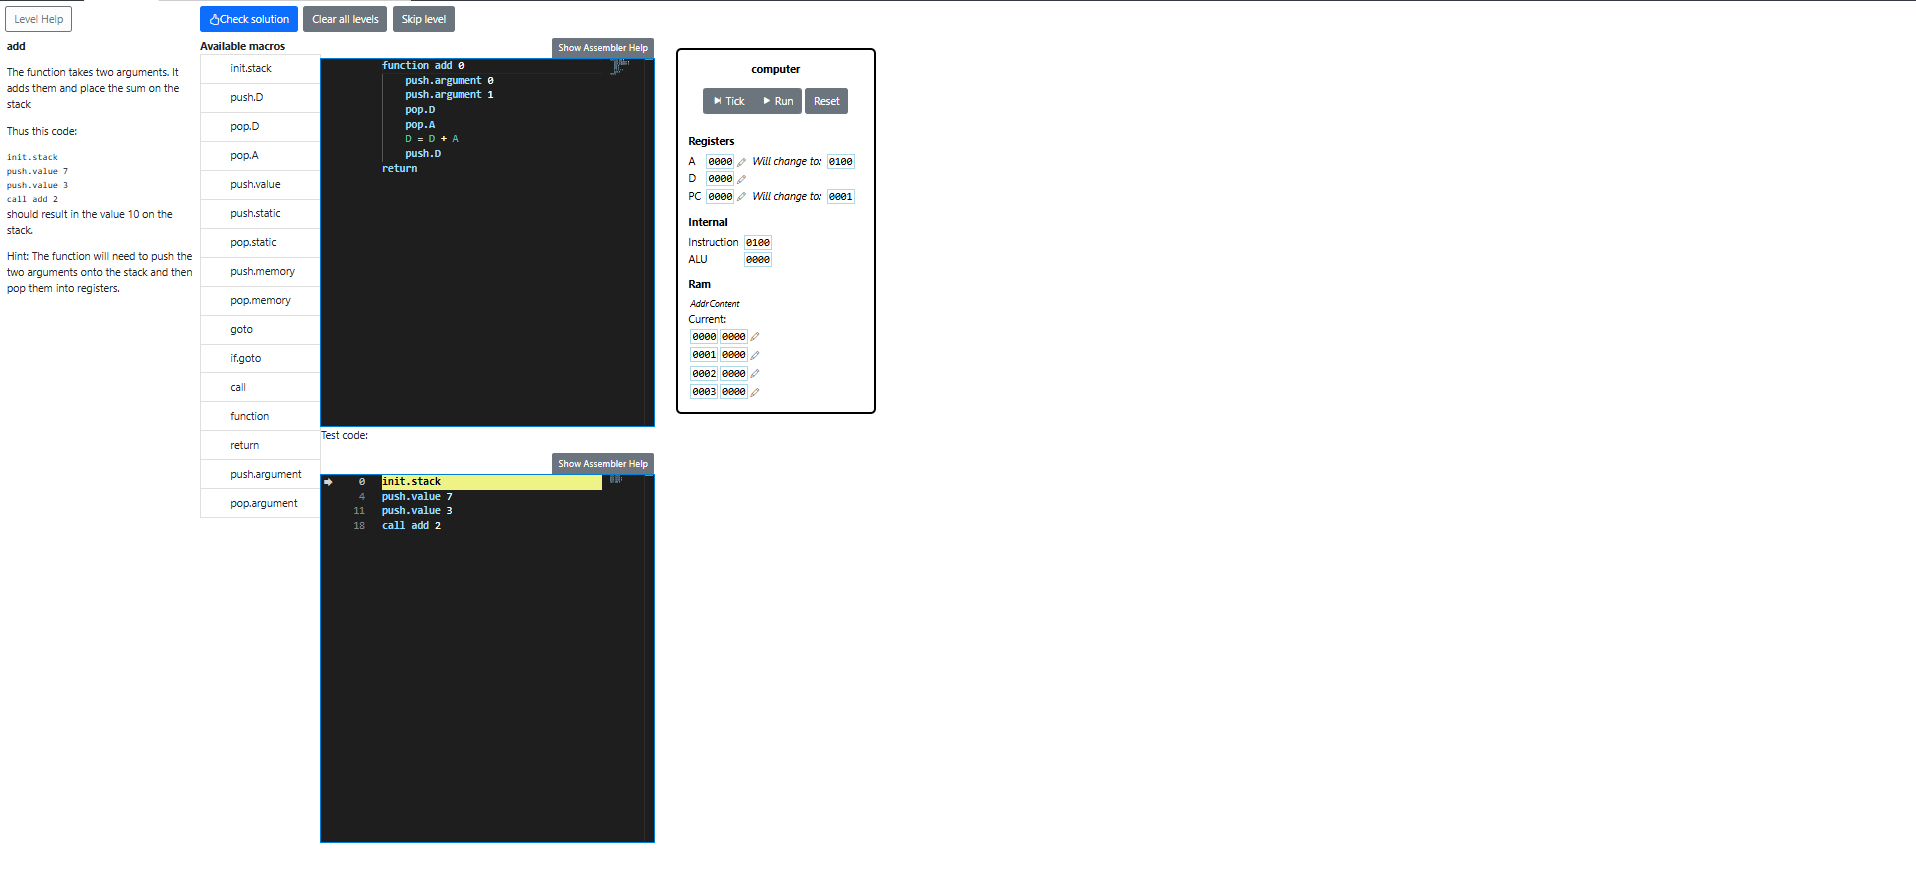 Level Help
Check solution
Clear all levels
Skip level
add
The function takes two arguments. It
adds them and place the sum on the
stack
Thus this code:
init.stack
push.value 7
push.value 3
call add 2
should result in the value 10 on the
stack.
Hint: The function will need to push the
two arguments onto the stack and then
pop them into registers.
Available macros
init.stack
push.D
pop.D
pop.A
push.value
push.static
pop.static
push.memory
pop.memory
goto
if.goto
call
function
return
push.argument
pop.argument
Show Assembler Help
function add 0
push.argument 0
push.argument 1
pop.D
pop.A
D = D + A
push.D
return
Test code:
Show Assembler Help
0 init.stack
4 push.value 7
11 push.value 3
18 call add 2
computer
Tick
Run
Reset
Registers
A 0000 Will change to: 0100
D 0000
PC 0000 Will change to: 0001
Internal
Instruction 0100
ALU 0000
Ram
Addr Content
Current:
0000 0000
0001 0000
0002 0000
0003 0000